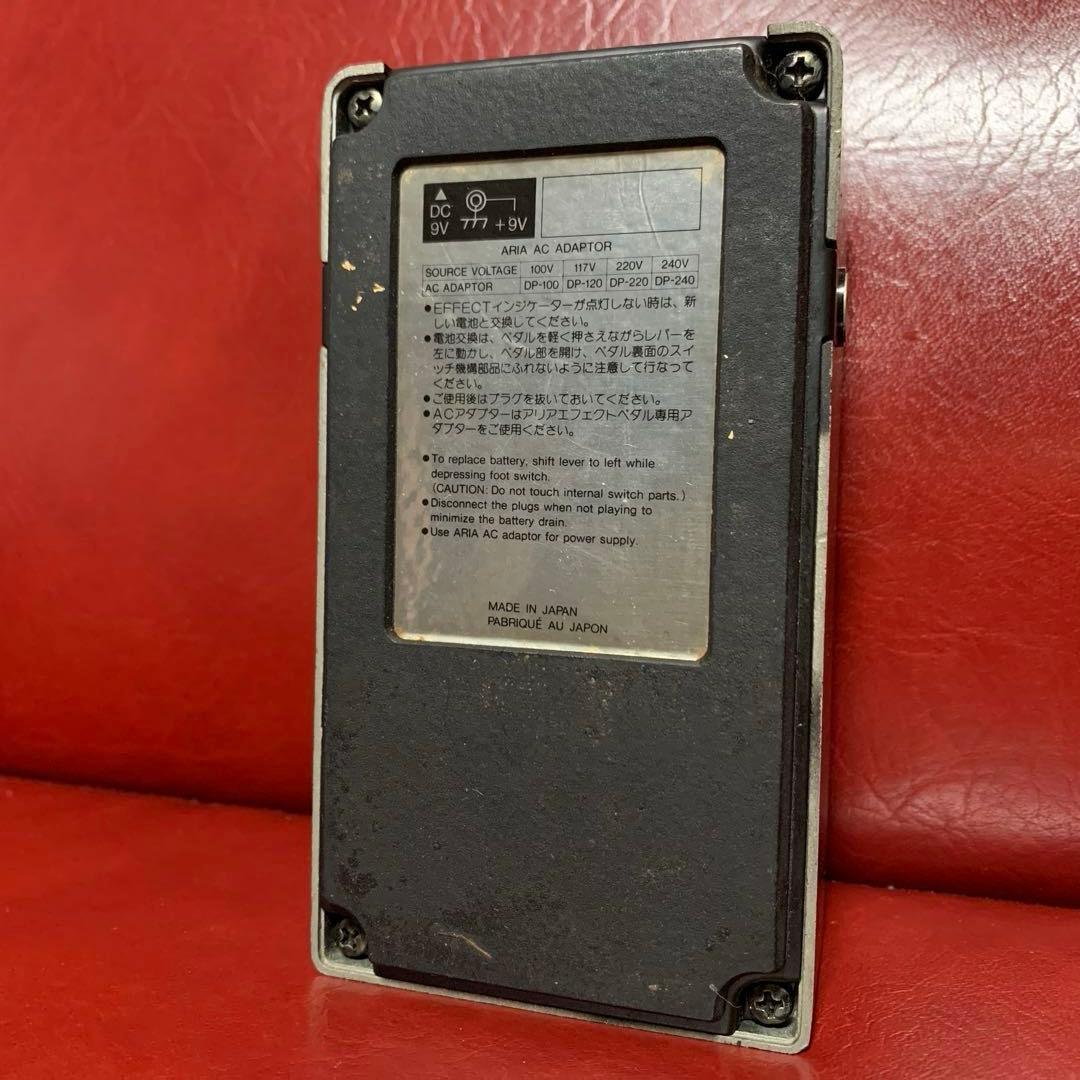 ▲
DC
9V
+9V
ARIA AC ADAPTOR
SOURCE VOLTAGE 100V 117V 220V 240V
AC ADAPTOR DP-100 DP-120 DP-220 DP-240
●EFFECTインジケーターが点灯しない時は、新
しい電池と交換してください。
●電池交換は、ペダルを軽く押さえながらレバーを
左に動かし、ペダル部を開け、ペダル裏面のスイ
ッチ機構部品にふれないように注意して行なって
ください。
●ご使用後はプラグを抜いておいてください。
●ACアダプターはアリアエフェクトペダル専用ア
ダプターをご使用ください。
●To replace battery, shift lever to left while
depressing foot switch.
(CAUTION: Do not touch internal switch parts.)
●Disconnect the plugs when not playing to
minimize the battery drain.
●Use ARIA AC adaptor for power supply.
MADE IN JAPAN
PABRIQUÉ AU JAPON